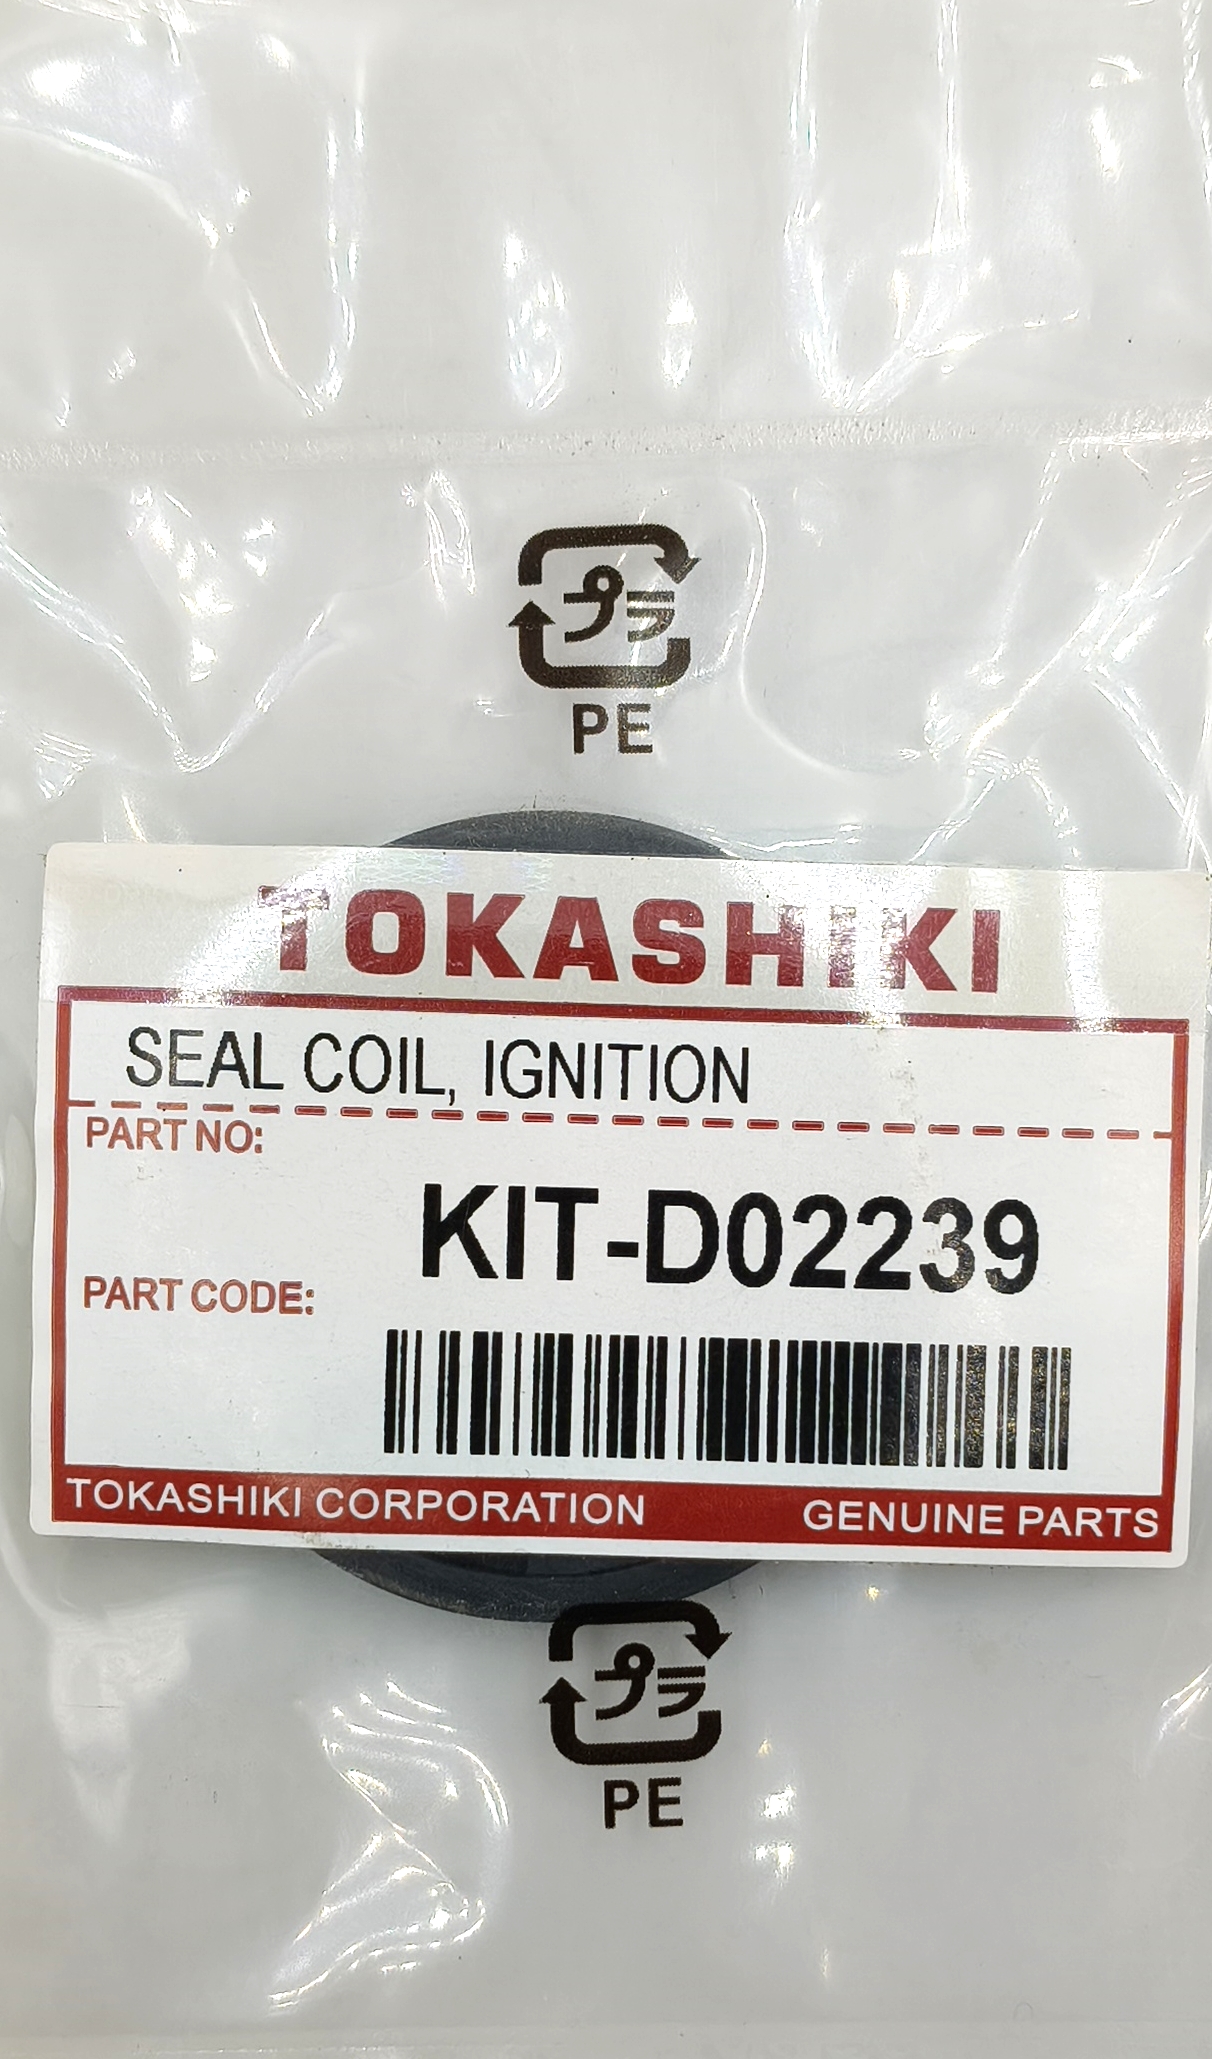 プラ
PE
TOKASHIKI
SEAL COIL, IGNITION
PART NO:
KIT-D02239
PART CODE:
TOKASHIKI CORPORATION GENUINE PARTS
プラ
PE